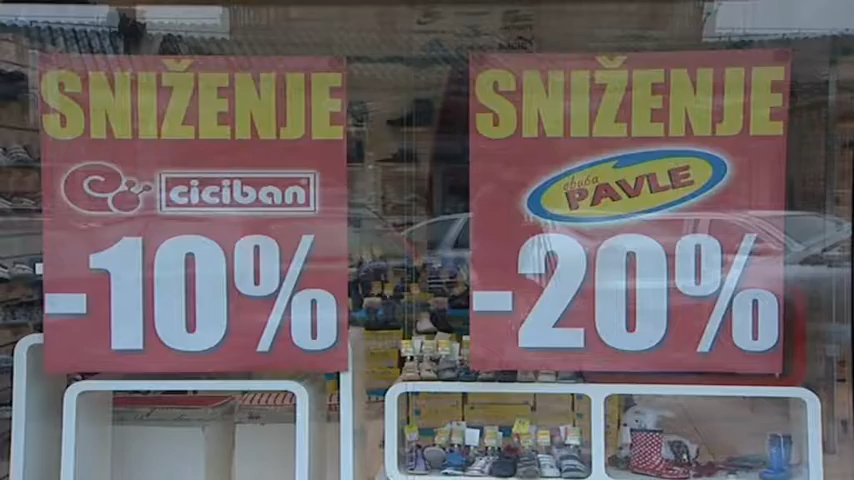 SNIŽENJE
ciciban
-10%
SNIŽENJE
obuća
PAVLE
-20%